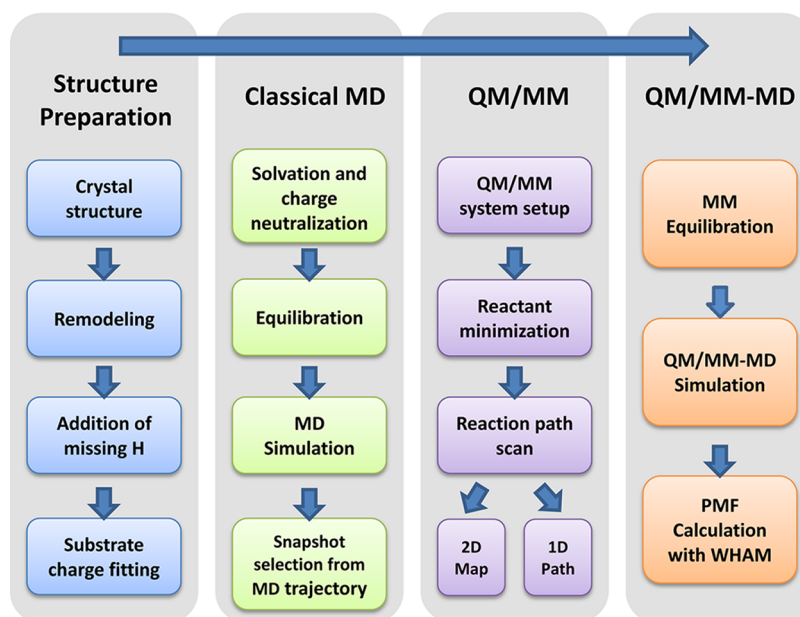 Structure
Preparation
Crystal
structure
Remodeling
Addition of
missing H
Substrate
charge fitting
Classical MD
Solvation and
charge
neutralization
Equilibration
MD
Simulation
Snapshot
selection from
MD trajectory
QM/MM
QM/MM
system setup
Reactant
minimization
Reaction path
scan
2D
Map
1D
Path
QM/MM-MD
MM
Equilibration
QM/MM-MD
Simulation
PMF
Calculation
with WHAM